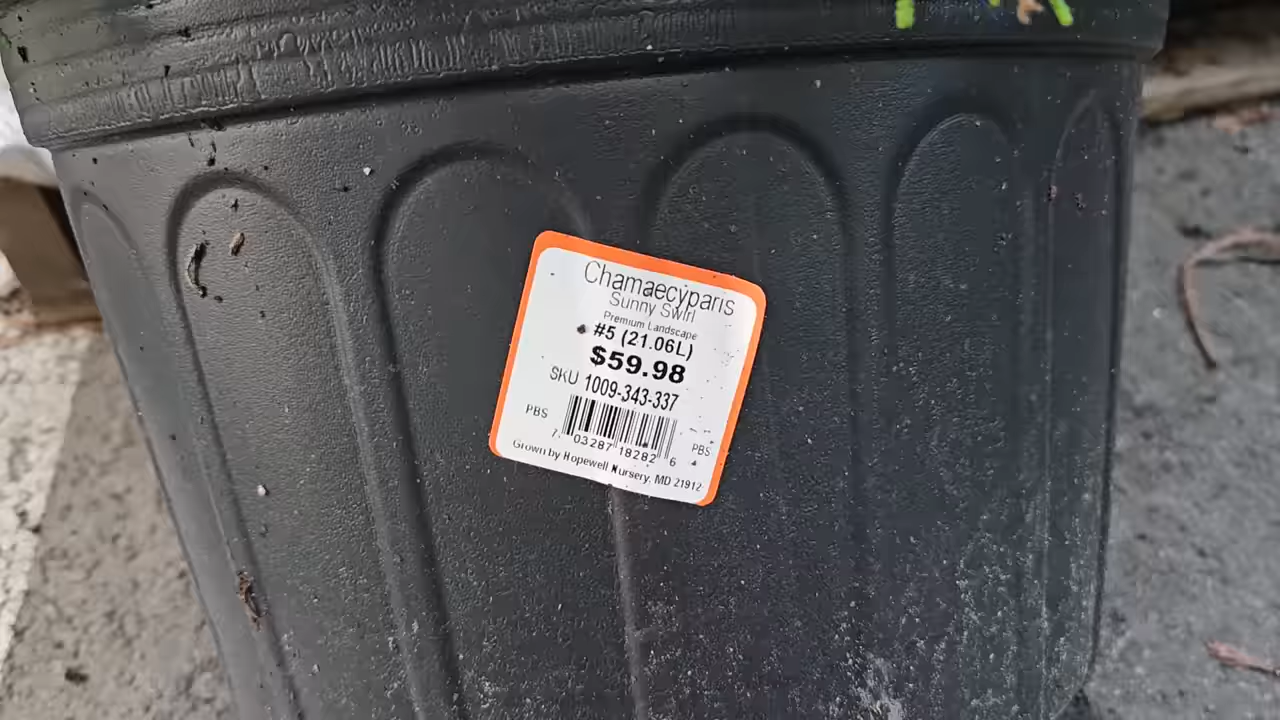 Chamaecyparis
Sunny Swirl
Premium Landscape
#5 (21.06L)
$59.98
SKU 1009-343-337
PBS PBS
7 03287 18282 6
Grown by Hopewell Nursery, MD 21912